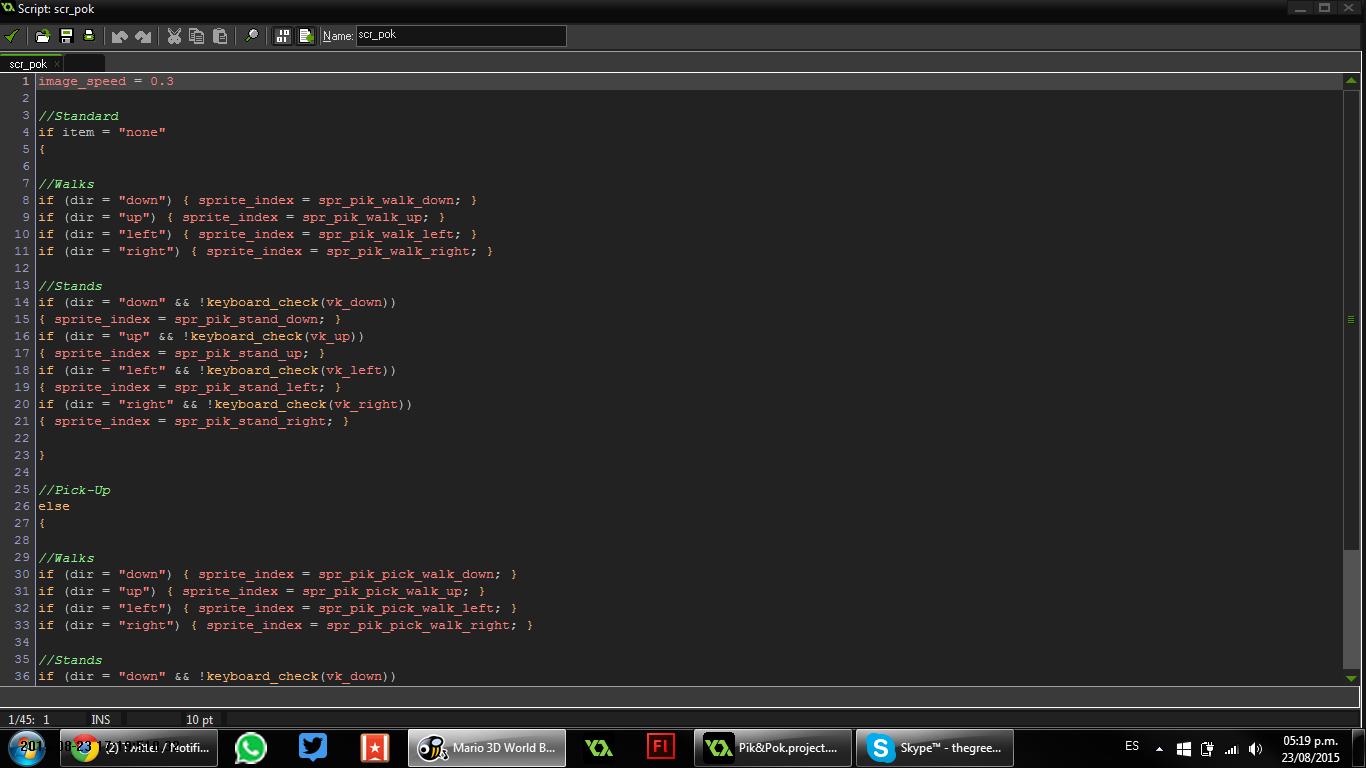 Script: scr_pok
Name: scr_pok
scr_pok
1 image_speed = 0.3
2
3 //Standard
4 if item = "none"
5 {
6
7 //Walks
8 if (dir = "down") { sprite_index = spr_pik_walk_down; }
9 if (dir = "up") { sprite_index = spr_pik_walk_up; }
10 if (dir = "left") { sprite_index = spr_pik_walk_left; }
11 if (dir = "right") { sprite_index = spr_pik_walk_right; }
12
13 //Stands
14 if (dir = "down" && !keyboard_check(vk_down))
15 { sprite_index = spr_pik_stand_down; }
16 if (dir = "up" && !keyboard_check(vk_up))
17 { sprite_index = spr_pik_stand_up; }
18 if (dir = "left" && !keyboard_check(vk_left))
19 { sprite_index = spr_pik_stand_left; }
20 if (dir = "right" && !keyboard_check(vk_right))
21 { sprite_index = spr_pik_stand_right; }
22
23 }
24
25 //Pick-Up
26 else
27 {
28
29 //Walks
30 if (dir = "down") { sprite_index = spr_pik_pick_walk_down; }
31 if (dir = "up") { sprite_index = spr_pik_pick_walk_up; }
32 if (dir = "left") { sprite_index = spr_pik_pick_walk_left; }
33 if (dir = "right") { sprite_index = spr_pik_pick_walk_right; }
34
35 //Stands
36 if (dir = "down" && !keyboard_check(vk_down))
1/45: 1 INS 10 pt
(2) Twitter / Notifi... Mario 3D World B... Fl Pik&Pok.project.... Skype™ - thegree... ES 05:19 p.m.
23/08/2015